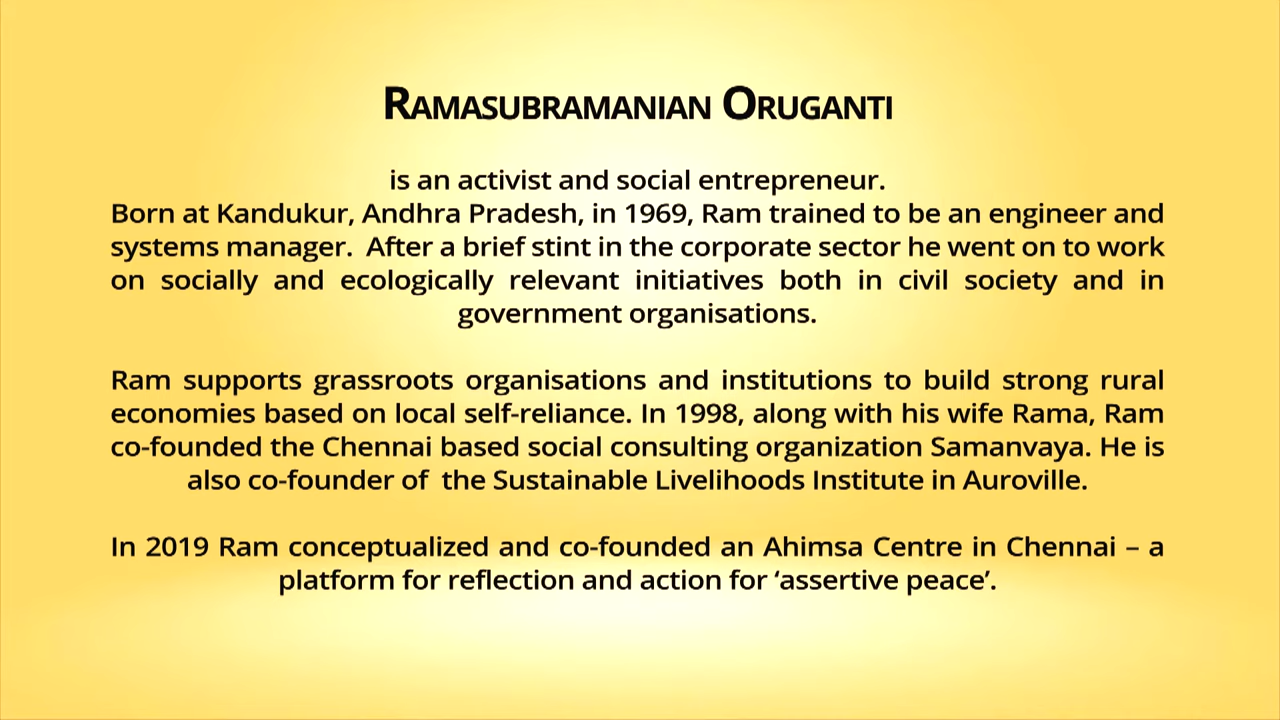 Ramasubramanian Oruganti
is an activist and social entrepreneur.
Born at Kandukur, Andhra Pradesh, in 1969, Ram trained to be an engineer and
systems manager.  After a brief stint in the corporate sector he went on to work
on socially and ecologically relevant initiatives both in civil society and in
government organisations.
Ram supports grassroots organisations and institutions to build strong rural
economies based on local self-reliance. In 1998, along with his wife Rama, Ram
co-founded the Chennai based social consulting organization Samanvaya. He is
also co-founder of  the Sustainable Livelihoods Institute in Auroville.
In 2019 Ram conceptualized and co-founded an Ahimsa Centre in Chennai – a
platform for reflection and action for ‘assertive peace’.